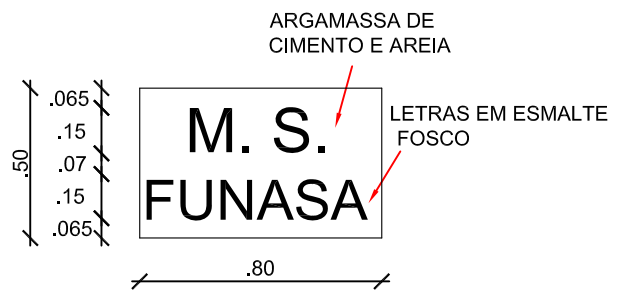 ARGAMASSA DE
CIMENTO E AREIA
.065
.15
.07
.15
.065
.50
M. S.
FUNASA
LETRAS EM ESMALTE
FOSCO
.80